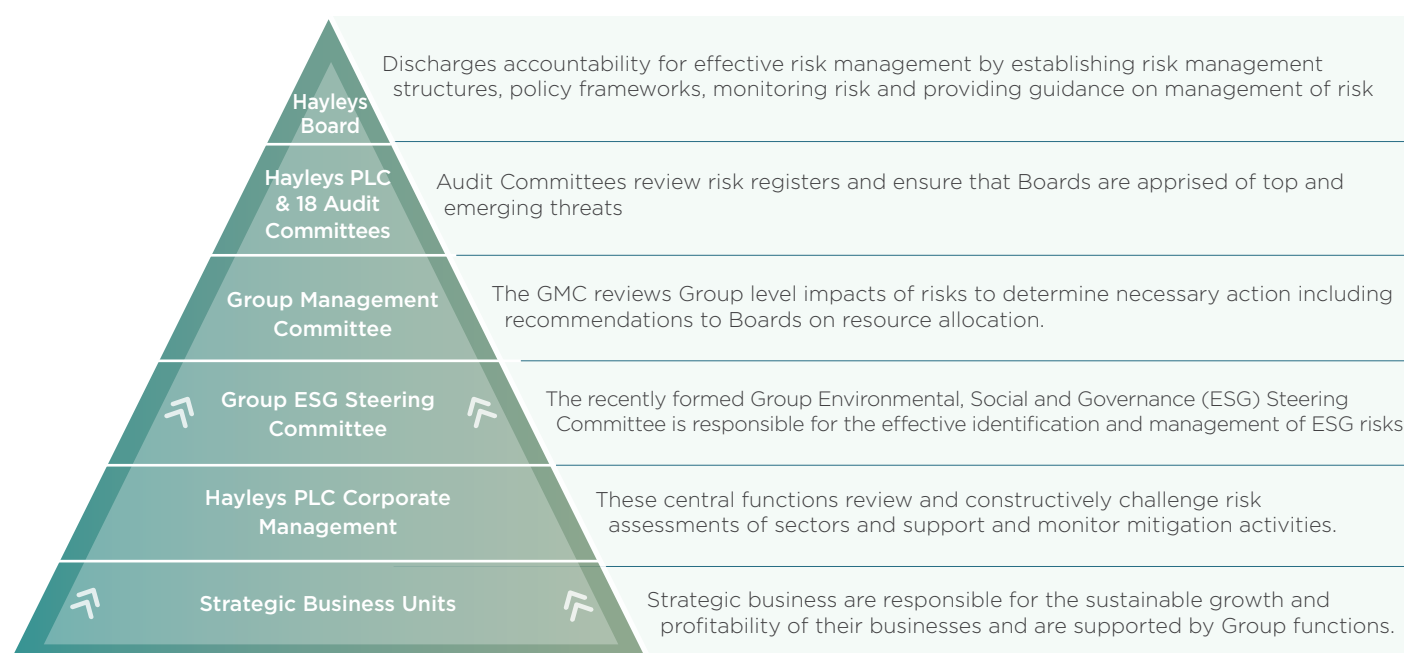 Hayleys
Board
Discharges accountability for effective risk management by establishing risk management
structures, policy frameworks, monitoring risk and providing guidance on management of risk
Hayleys PLC
& 18 Audit
Committees
Audit Committees review risk registers and ensure that Boards are apprised of top and
emerging threats
Group Management
Committee
The GMC reviews Group level impacts of risks to determine necessary action including
recommendations to Boards on resource allocation.
Group ESG Steering
Committee
The recently formed Group Environmental, Social and Governance (ESG) Steering
Committee is responsible for the effective identification and management of ESG risks
Hayleys PLC Corporate
Management
These central functions review and constructively challenge risk
assessments of sectors and support and monitor mitigation activities.
Strategic Business Units
Strategic business are responsible for the sustainable growth and
profitability of their businesses and are supported by Group functions.